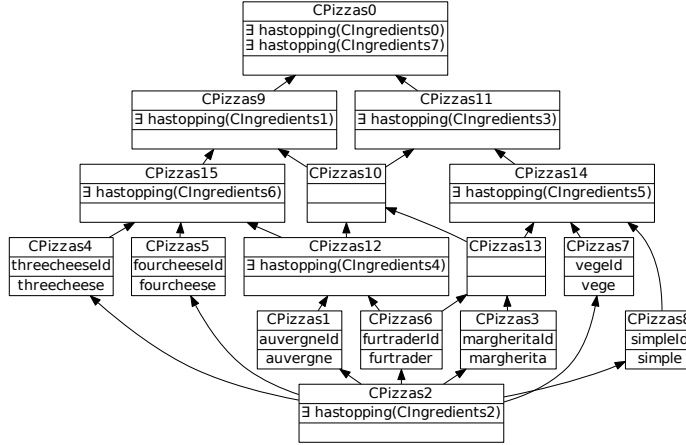 CPizzas0
∃ hastopping(CIngredients0)
∃ hastopping(CIngredients7)
CPizzas9
∃ hastopping(CIngredients1)
CPizzas11
∃ hastopping(CIngredients3)
CPizzas15
∃ hastopping(CIngredients6)
CPizzas10
CPizzas14
∃ hastopping(CIngredients5)
CPizzas4
threecheeseId
threecheese
CPizzas5
fourcheeseId
fourcheese
CPizzas12
∃ hastopping(CIngredients4)
CPizzas13
CPizzas7
vegeId
vege
CPizzas1
auvergneId
auvergne
CPizzas6
furtraderId
furtrader
CPizzas3
margheritaId
margherita
CPizzas8
simpleId
simple
CPizzas2
∃ hastopping(CIngredients2)